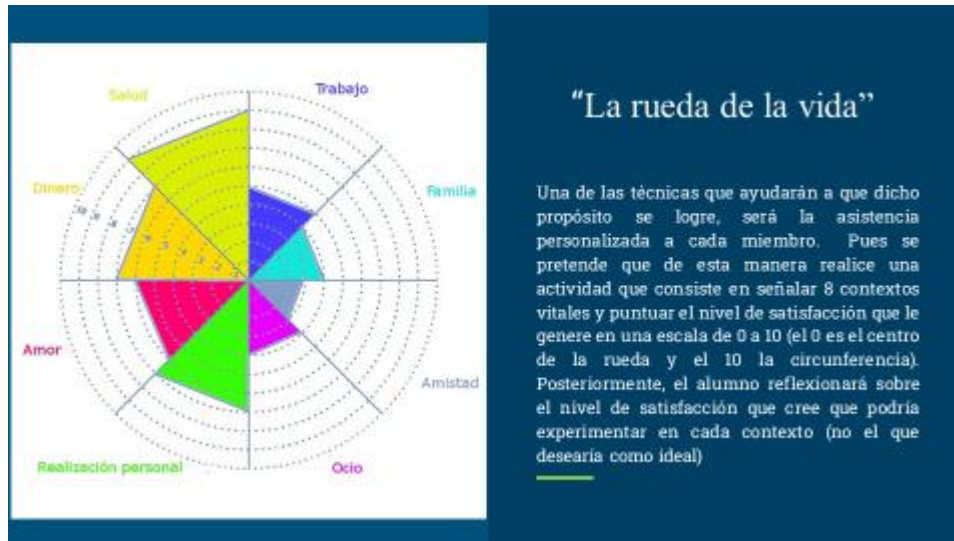 Salud
Trabajo
Dinero
Familia
Amor
Amistad
Realización personal
Ocio
“La rueda de la vida”
Una de las técnicas que ayudarán a que dicho
propósito se logre, será la asistencia
personalizada a cada miembro. Pues se
pretende que de esta manera realice una
actividad que consiste en señalar 8 contextos
vitales y puntuar el nivel de satisfacción que le
genere en una escala de 0 a 10 (el 0 es el centro
de la rueda y el 10 la circunferencia).
Posteriormente, el alumno reflexionará sobre
el nivel de satisfacción que cree que podría
experimentar en cada contexto (no el que
desearía como ideal)